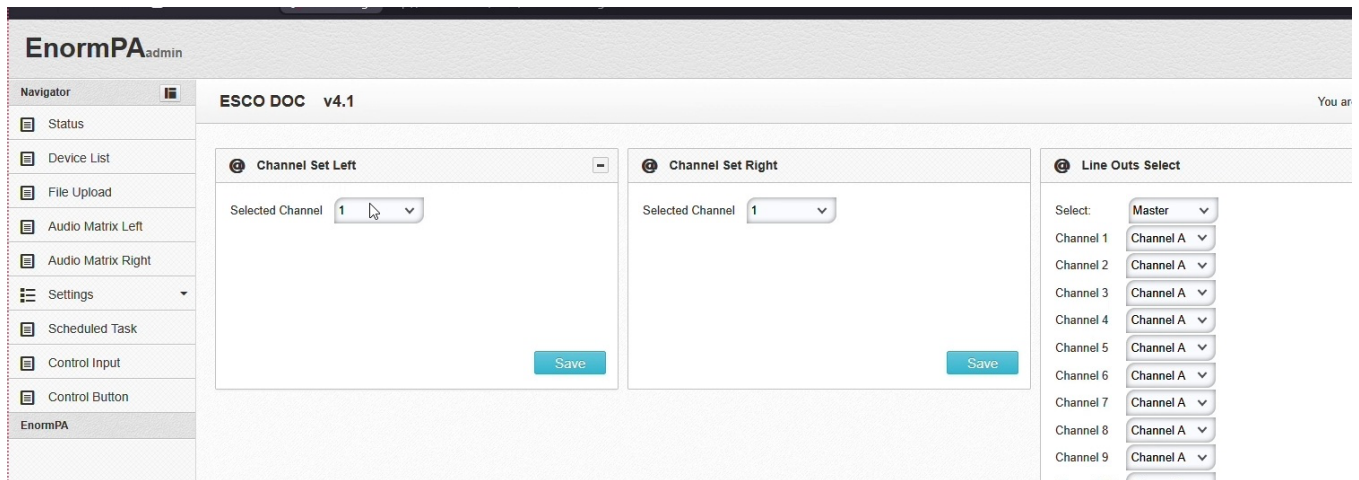 EnormPAadmin
Navigator
Status
Device List
File Upload
Audio Matrix Left
Audio Matrix Right
Settings
Scheduled Task
Control Input
Control Button
EnormPA
ESCO DOC v4.1
You are
@ Channel Set Left
Selected Channel 1
Save
@ Channel Set Right
Selected Channel 1
Save
@ Line Outs Select
Select: Master
Channel 1 Channel A
Channel 2 Channel A
Channel 3 Channel A
Channel 4 Channel A
Channel 5 Channel A
Channel 6 Channel A
Channel 7 Channel A
Channel 8 Channel A
Channel 9 Channel A